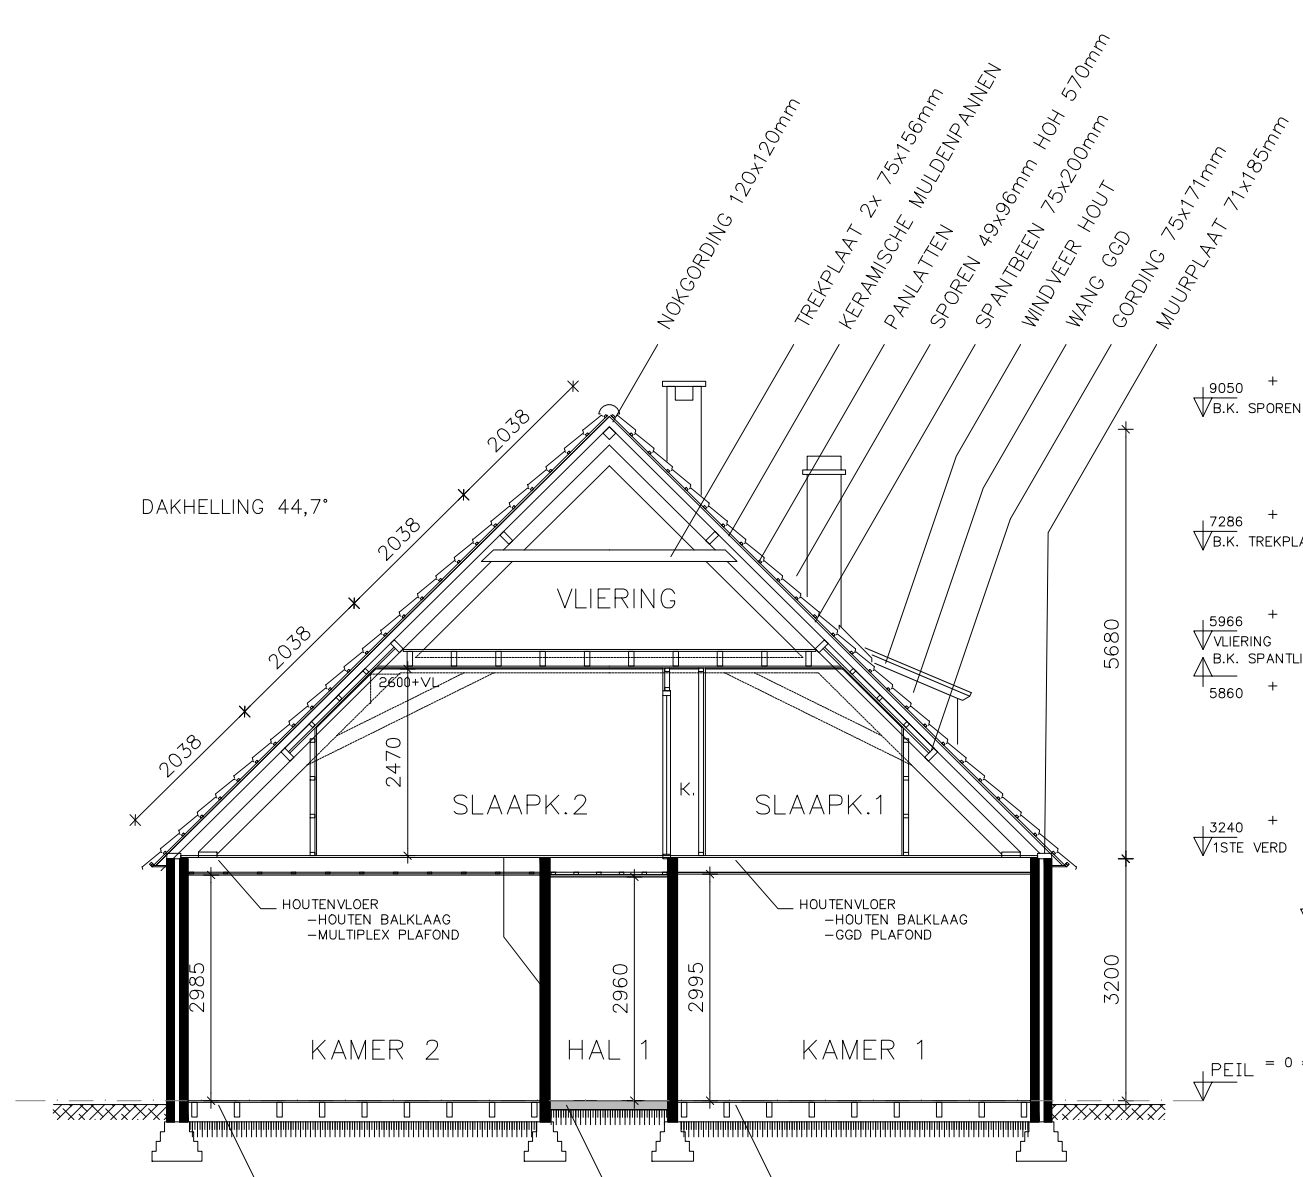 NOKGORDING 120x120mm
TREKPLAAT 2x 75x156mm
KERAMISCHE MULDENPANNEN
PANLATTEN
SPOREN 49x96mm HOH 570mm
SPANTBEEN 75x200mm
WINDVEER HOUT
WANG GGD
GORDING 75x171mm
MUURPLAAT 71x185mm
9050 +
B.K. SPOREN
DAKHELLING 44,7°
2038
2038
2038
2038
7286 +
B.K. TREKPLA
VLIERING
5966 +
VLIERING
B.K. SPANTLI
5860 +
5680
2600+VL
2470
SLAAPK.2
K.
SLAAPK.1
3240 +
1STE VERD
HOUTENVLOER
-HOUTEN BALKLAAG
-MULTIPLEX PLAFOND
HOUTENVLOER
-HOUTEN BALKLAAG
-GGD PLAFOND
2985
2960
2995
3200
KAMER 2
HAL 1
KAMER 1
PEIL = 0